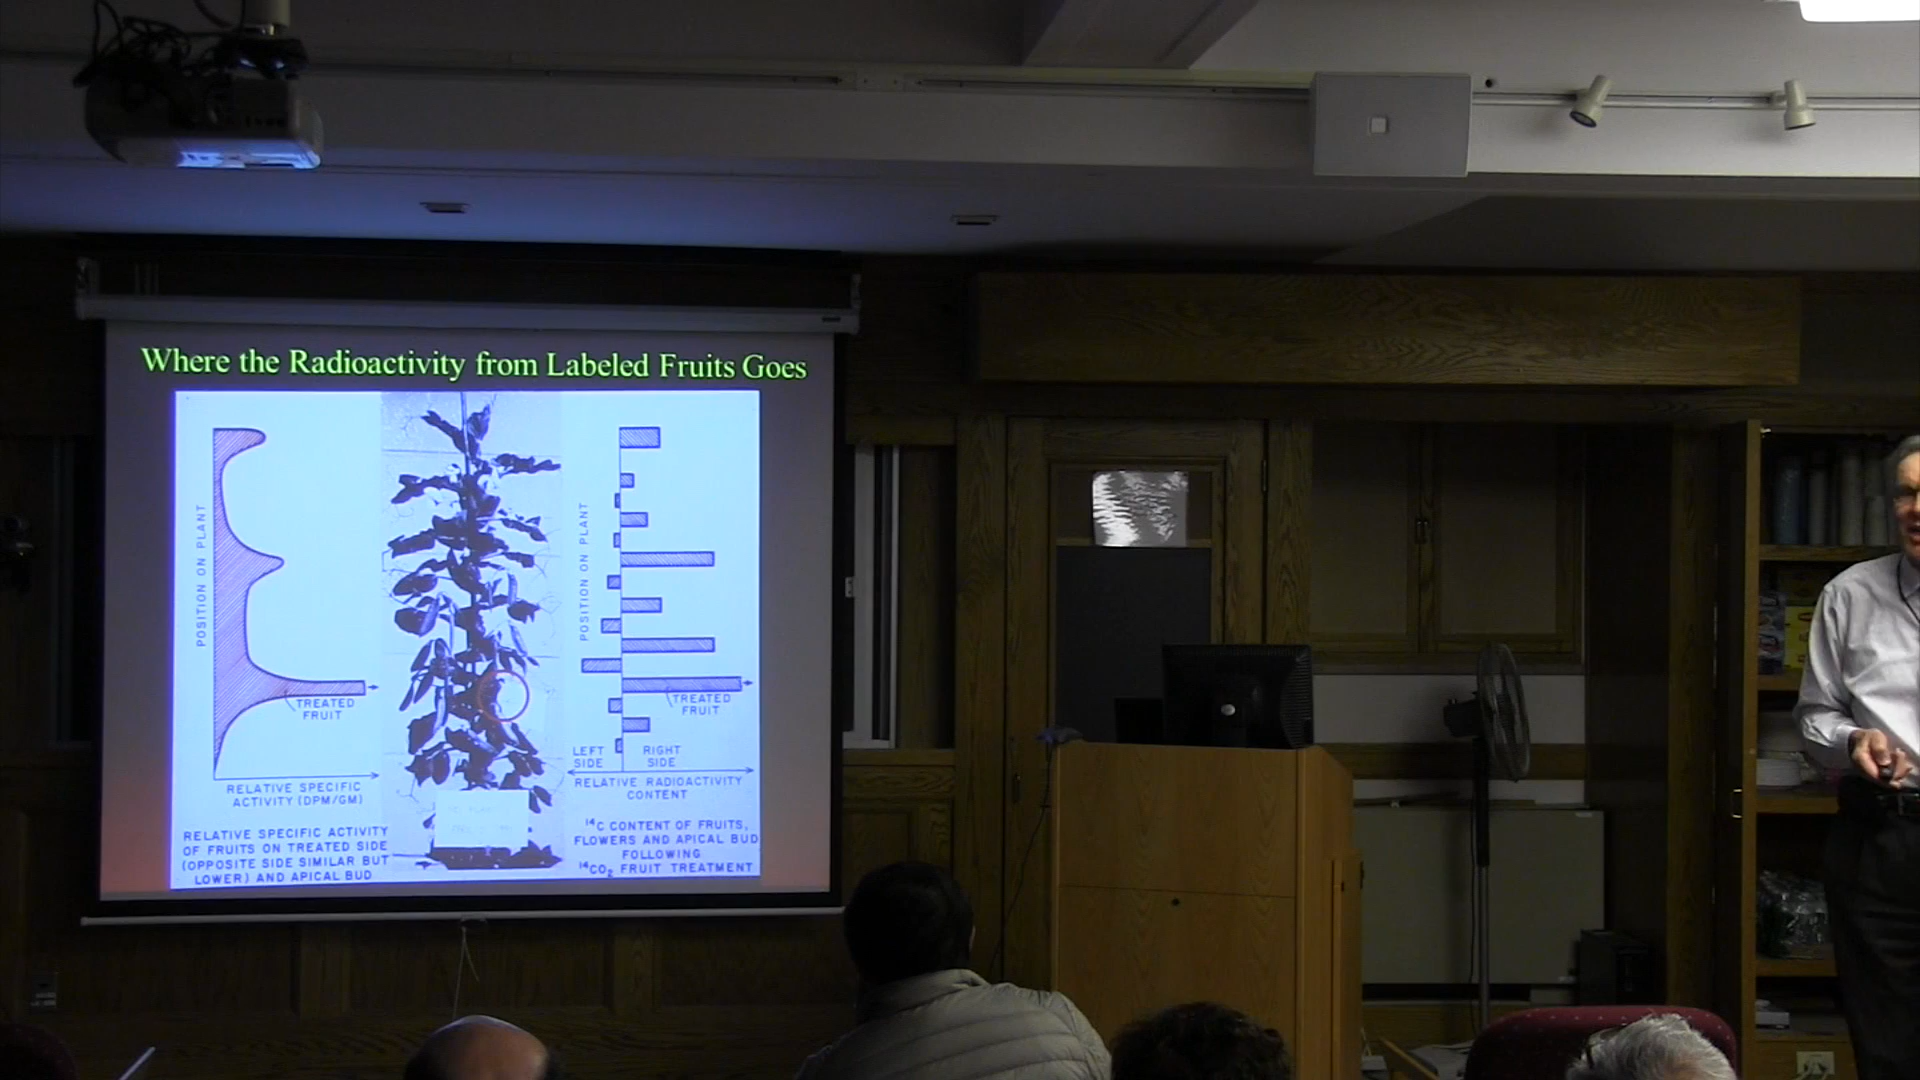 Where the Radioactivity from Labeled Fruits Goes
POSITION ON PLANT
TREATED
FRUIT
RELATIVE SPECIFIC
ACTIVITY (DPM/GM)
RELATIVE SPECIFIC ACTIVITY
OF FRUITS ON TREATED SIDE
(OPPOSITE SIDE SIMILAR BUT
LOWER) AND APICAL BUD
POSITION ON PLANT
TREATED
FRUIT
LEFT
SIDE
RIGHT
SIDE
RELATIVE RADIOACTIVITY
CONTENT
¹⁴C CONTENT OF FRUITS,
FLOWERS AND APICAL BUD
FOLLOWING
¹⁴CO₂ FRUIT TREATMENT